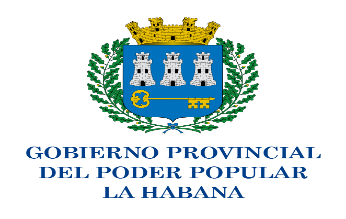 GOBIERNO PROVINCIAL
DEL PODER POPULAR
LA HABANA